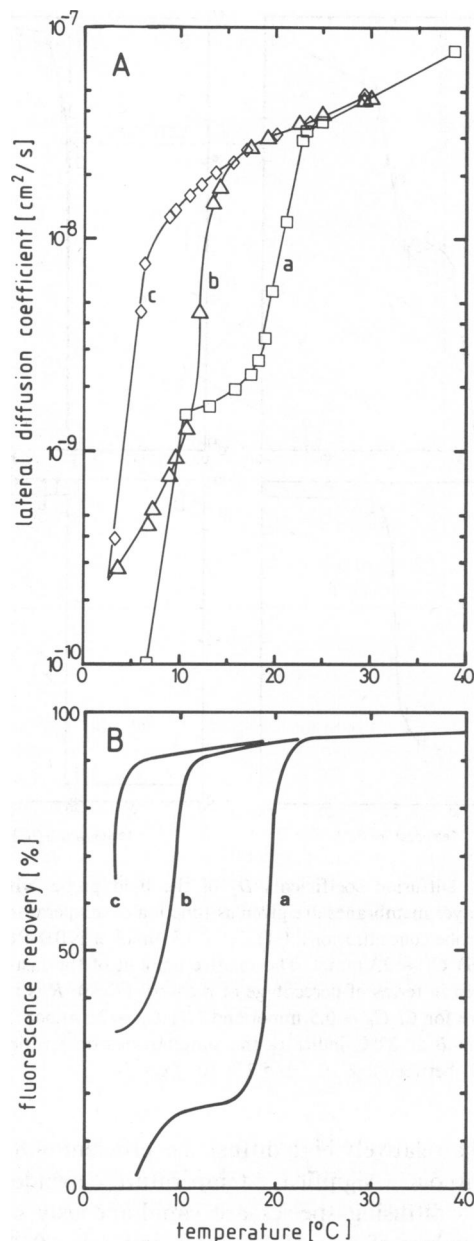 10⁻⁷
A
10⁻⁸
c
b
a
10⁻⁹
10⁻¹⁰
lateral diffusion coefficient [cm²/s]
0 10 20 30 40
100
B
c b a
50
0
fluorescence recovery [%]
0 10 20 30 40
temperature [°C]